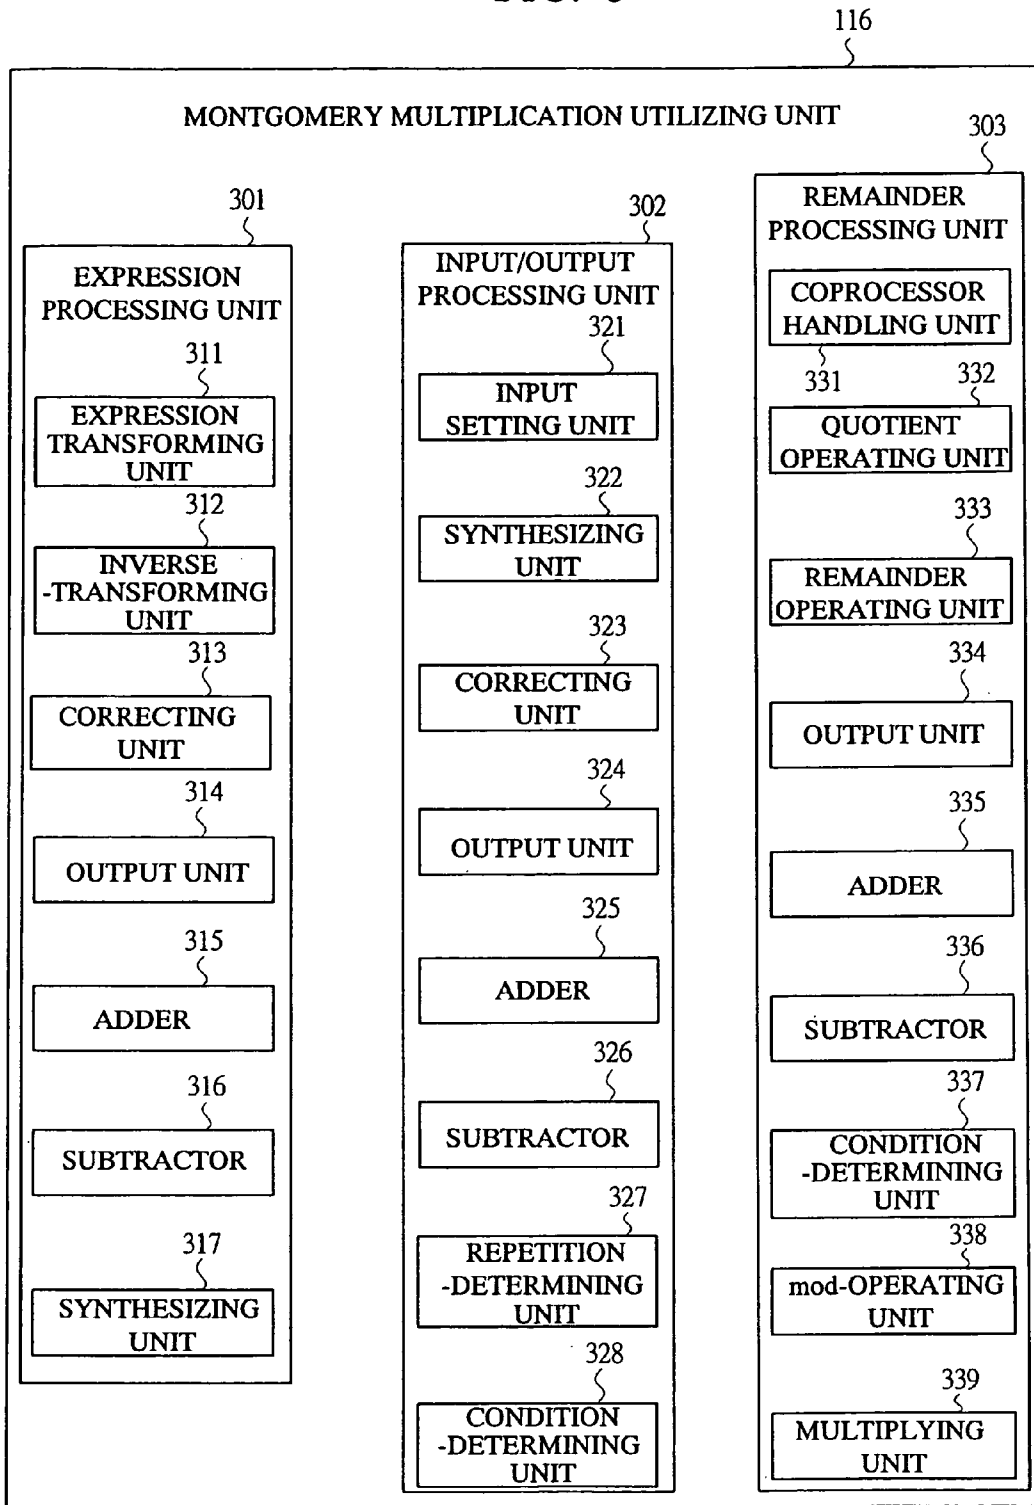 116
MONTGOMERY MULTIPLICATION UTILIZING UNIT
301
EXPRESSION
PROCESSING UNIT
311
EXPRESSION
TRANSFORMING
UNIT
312
INVERSE
-TRANSFORMING
UNIT
313
CORRECTING
UNIT
314
OUTPUT UNIT
315
ADDER
316
SUBTRACTOR
317
SYNTHESIZING
UNIT
302
INPUT/OUTPUT
PROCESSING UNIT
321
INPUT
SETTING UNIT
322
SYNTHESIZING
UNIT
323
CORRECTING
UNIT
324
OUTPUT UNIT
325
ADDER
326
SUBTRACTOR
327
REPETITION
-DETERMINING
UNIT
328
CONDITION
-DETERMINING
UNIT
303
REMAINDER
PROCESSING UNIT
COPROCESSOR
HANDLING UNIT
331
332
QUOTIENT
OPERATING UNIT
333
REMAINDER
OPERATING UNIT
334
OUTPUT UNIT
335
ADDER
336
SUBTRACTOR
337
CONDITION
-DETERMINING
UNIT
338
mod-OPERATING
UNIT
339
MULTIPLYING
UNIT